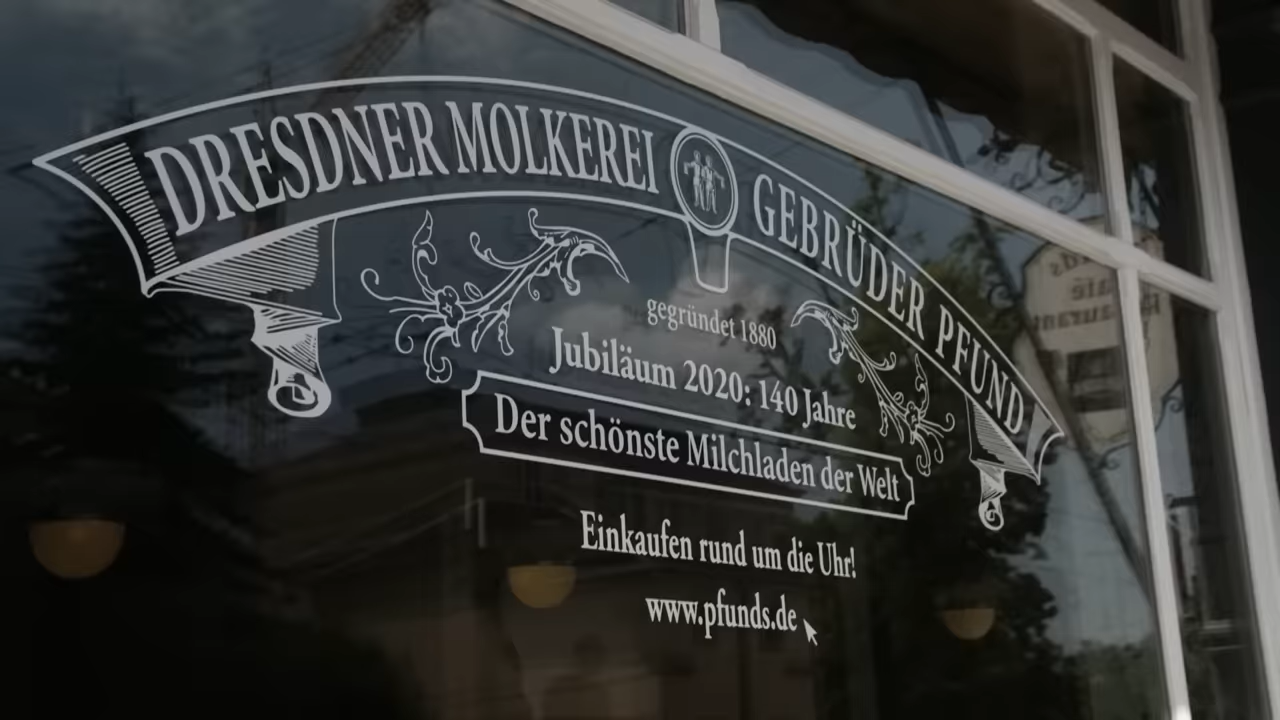 DRESDNER MOLKEREI GEBRÜDER PFUND
gegründet 1880
Jubiläum 2020: 140 Jahre
Der schönste Milchladen der Welt
Einkaufen rund um die Uhr!
www.pfunds.de